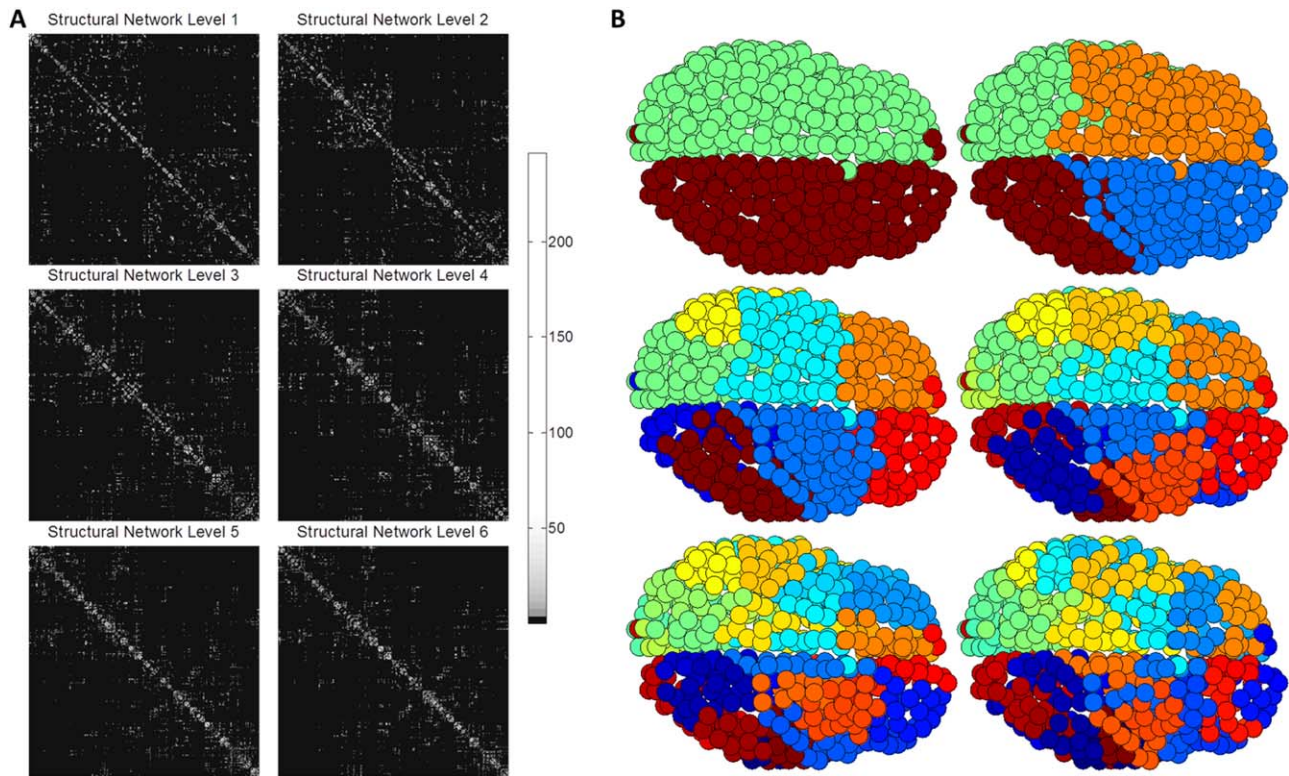 A
Structural Network Level 1
Structural Network Level 2
Structural Network Level 3
Structural Network Level 4
Structural Network Level 5
Structural Network Level 6
200
150
100
50
B